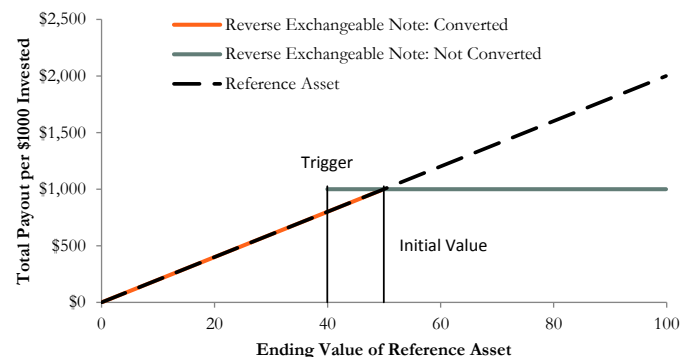 $2,500
$2,000
$1,500
$1,000
$500
$0
Total Payout per $1000 Invested
Reverse Exchangeable Note: Converted
Reverse Exchangeable Note: Not Converted
Reference Asset
Trigger
Initial Value
0 20 40 60 80 100
Ending Value of Reference Asset